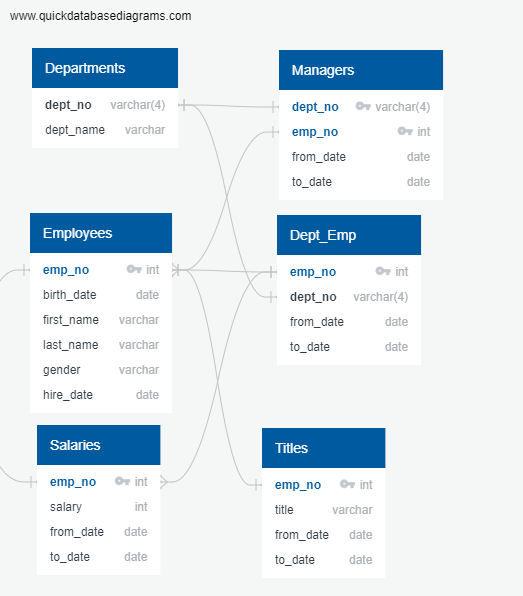 www.quickdatabasediagrams.com
Departments
dept_no varchar(4)
dept_name varchar
Managers
dept_no varchar(4)
emp_no int
from_date date
to_date date
Employees
emp_no int
birth_date date
first_name varchar
last_name varchar
gender varchar
hire_date date
Dept_Emp
emp_no int
dept_no varchar(4)
from_date date
to_date date
Salaries
emp_no int
salary int
from_date date
to_date date
Titles
emp_no int
title varchar
from_date date
to_date date